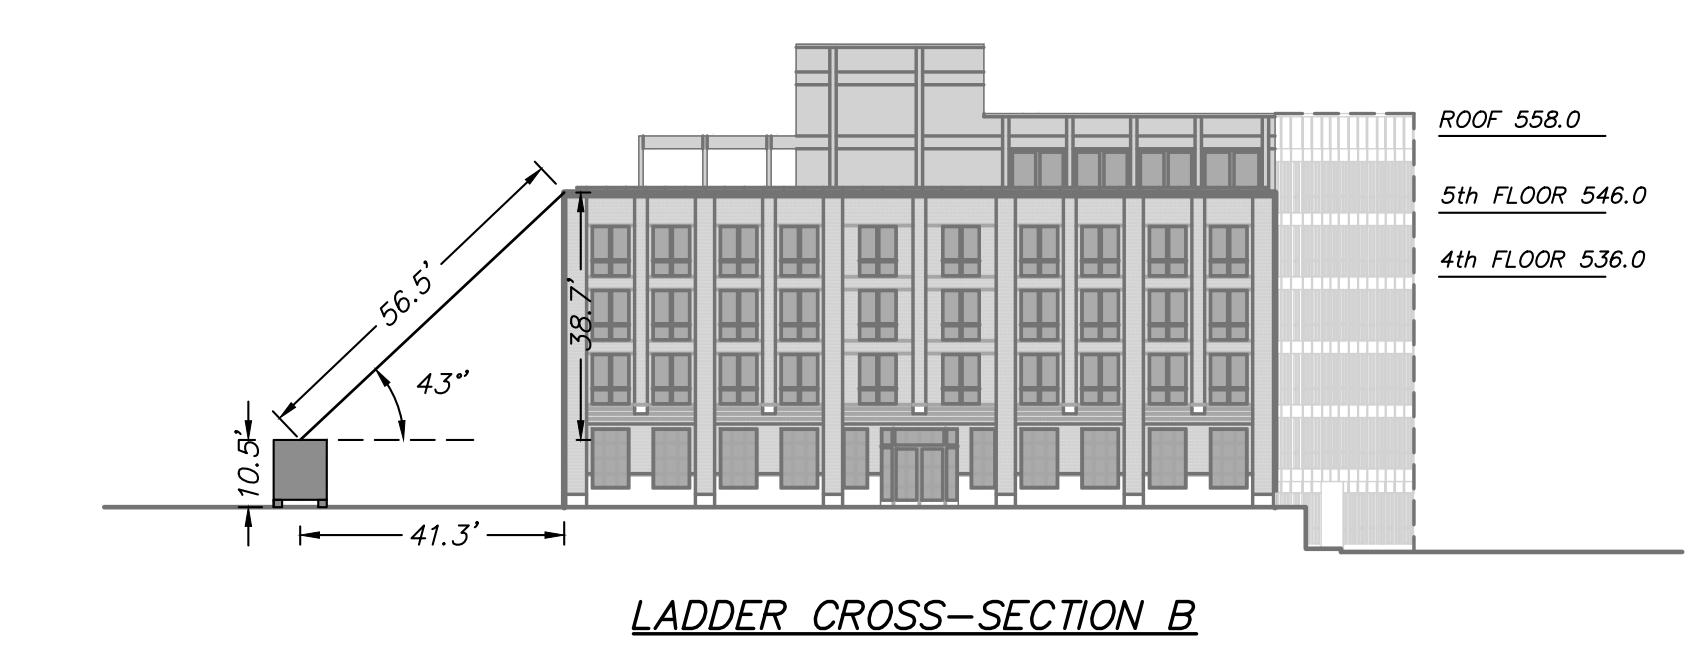 ROOF 558.0
5th FLOOR 546.0
4th FLOOR 536.0
56.5'
38.7'
43°'
10.5'
41.3'
LADDER CROSS-SECTION B